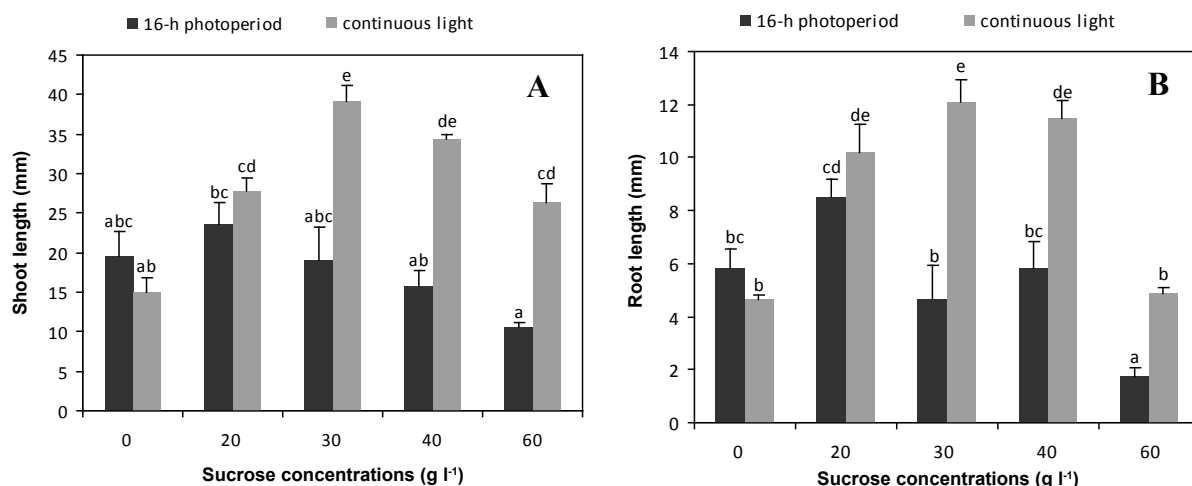 16-h photoperiod continuous light
A
Shoot length (mm)
45
40
35
30
25
20
15
10
5
0
abc
ab
bc
cd
abc
e
ab
de
a
cd
0 20 30 40 60
Sucrose concentrations (g l⁻¹)
16-h photoperiod continuous light
B
Root length (mm)
14
12
10
8
6
4
2
0
bc
b
cd
de
b
e
bc
de
a
b
0 20 30 40 60
Sucrose concentrations (g l⁻¹)